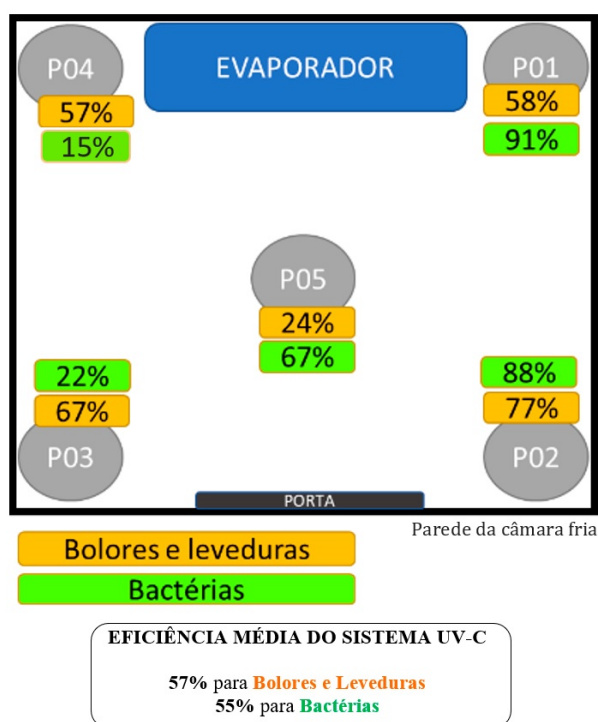 P04
EVAPORADOR
P01
57%
58%
15%
91%
P05
24%
67%
22%
88%
67%
77%
P03
P02
PORTA
Parede da câmara fria
Bolores e leveduras
Bactérias
EFICIÊNCIA MÉDIA DO SISTEMA UV-C
57% para Bolores e Leveduras
55% para Bactérias